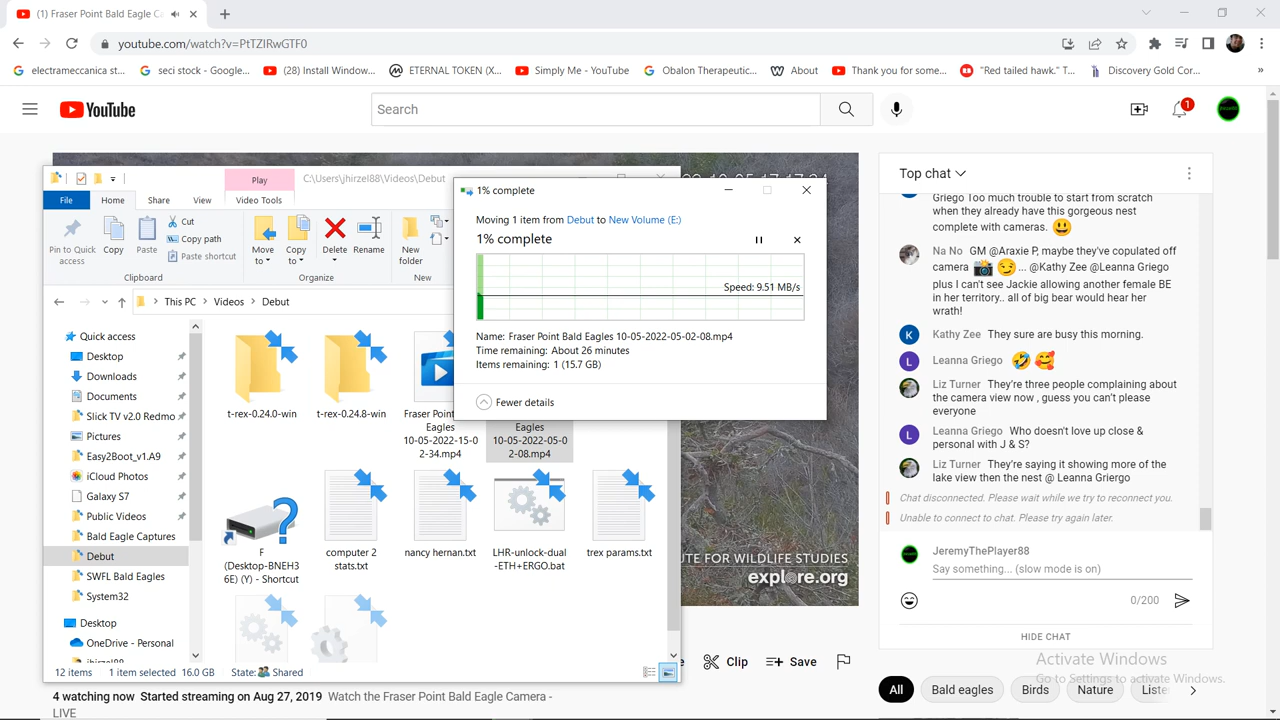 (1) Fraser Point Bald Eagle Ca
youtube.com/watch?v=PtTZIRwGTF0
electrameccanica st...
seci stock - Google...
(28) Install Window...
ETERNAL TOKEN (X...
Simply Me - YouTube
Obalon Therapeutic...
About
Thank you for some...
"Red tailed hawk." T...
Discovery Gold Cor...
»
YouTube
Search
1
Play
C:\Users\jhirzel88\Videos\Debut
File
Home
Share
View
Video Tools
Pin to Quick access
Copy
Paste
Cut
Copy path
Paste shortcut
Clipboard
Move to
Copy to
Delete
Rename
Organize
New folder
New
This PC
Videos
Debut
Quick access
Desktop
Downloads
Documents
Slick TV v2.0 Redmo
Pictures
Easy2Boot_v1.A9
iCloud Photos
Galaxy S7
Public Videos
Bald Eagle Captures
Debut
SWFL Bald Eagles
System32
Desktop
OneDrive - Personal
jhirzel88
t-rex-0.24.0-win
t-rex-0.24.8-win
Fraser Point
Eagles
10-05-2022-15-0
2-34.mp4
Eagles
10-05-2022-05-0
2-08.mp4
F
(Desktop-BNEH3
6E) (Y) - Shortcut
computer 2
stats.txt
nancy hernan.txt
LHR-unlock-dual
-ETH+ERGO.bat
trex params.txt
12 items
1 item selected 16.0 GB
State: Shared
1% complete
Moving 1 item from Debut to New Volume (E:)
1% complete
Speed: 9.51 MB/s
Name: Fraser Point Bald Eagles 10-05-2022-05-02-08.mp4
Time remaining: About 26 minutes
Items remaining: 1 (15.7 GB)
Fewer details
UTE FOR WILDLIFE STUDIES
explore.org
Clip
Save
4 watching now Started streaming on Aug 27, 2019 Watch the Fraser Point Bald Eagle Camera -
LIVE
Top chat
Griego Too much trouble to start from scratch
when they already have this gorgeous nest
complete with cameras. 😃
Na No GM @Araxie P, maybe they've copulated off
camera 📸 😏 ... @Kathy Zee @Leanna Griego
plus I can't see Jackie allowing another female BE
in her territory.. all of big bear would hear her
wrath!
K
Kathy Zee They sure are busy this morning.
L
Leanna Griego 🤣 🥰
Liz Turner They're three people complaining about
the camera view now , guess you can't please
everyone
L
Leanna Griego Who doesn't love up close &
personal with J & S?
Liz Turner They're saying it showing more of the
lake view then the nest @ Leanna Griergo
Chat disconnected. Please wait while we try to reconnect you.
Unable to connect to chat. Please try again later.
JeremyThePlayer88
Say something... (slow mode is on)
0/200
HIDE CHAT
Activate Windows
Go to Settings to activate Windows.
All
Bald eagles
Birds
Nature
Liste